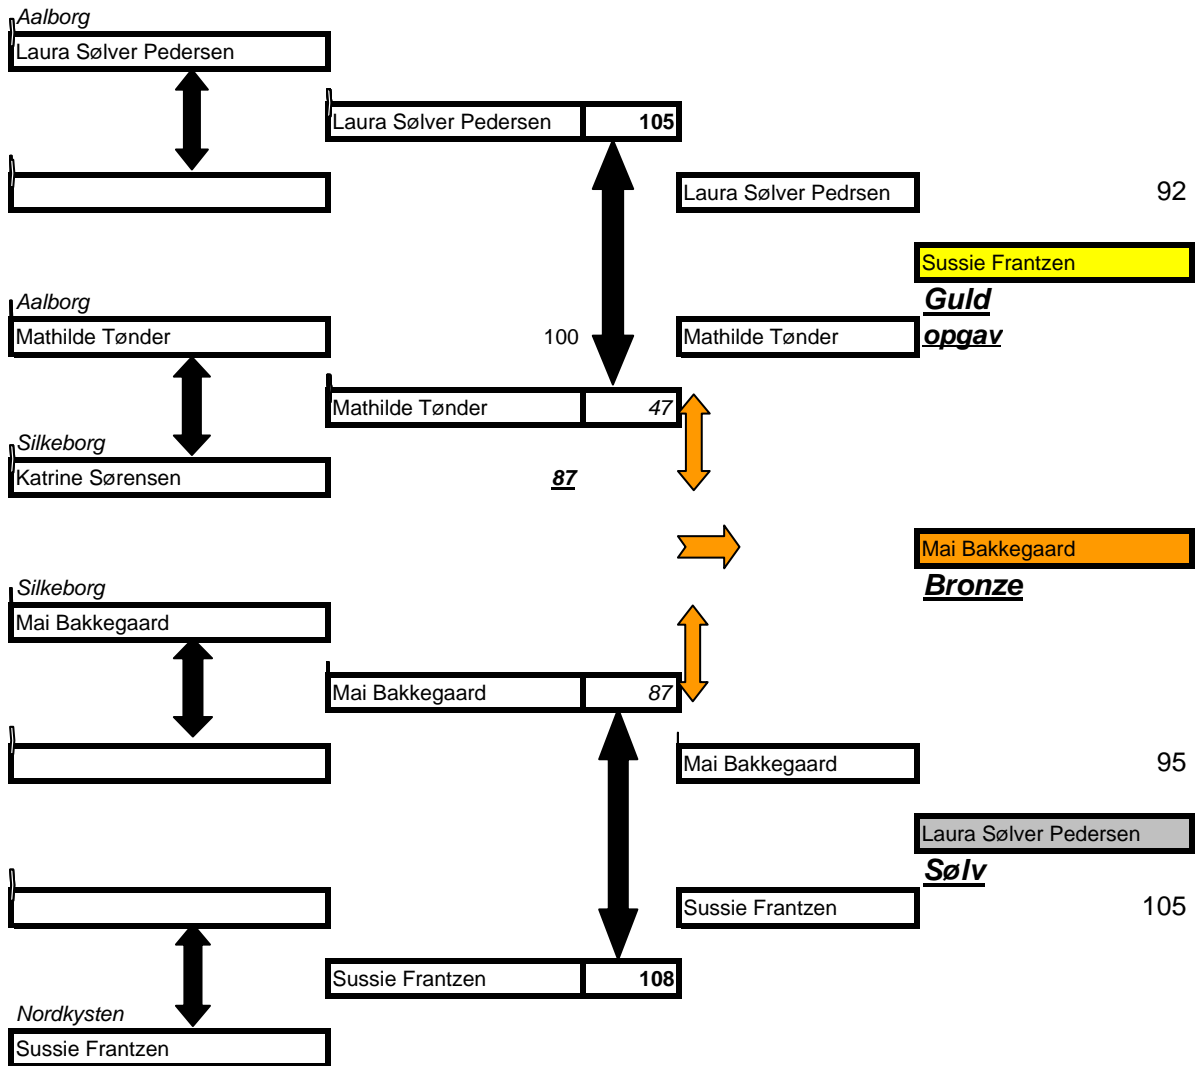 Aalborg
Laura Sølver Pedersen
Laura Sølver Pedersen 105
Laura Sølver Pedrsen 92
Sussie Frantzen
Guld
Aalborg
Mathilde Tønder 100 Mathilde Tønder opgav
Mathilde Tønder 47
Silkeborg
Katrine Sørensen 87
Mai Bakkegaard
Bronze
Silkeborg
Mai Bakkegaard
Mai Bakkegaard 87
Mai Bakkegaard 95
Laura Sølver Pedersen
Sølv
Sussie Frantzen 105
Sussie Frantzen 108
Nordkysten
Sussie Frantzen